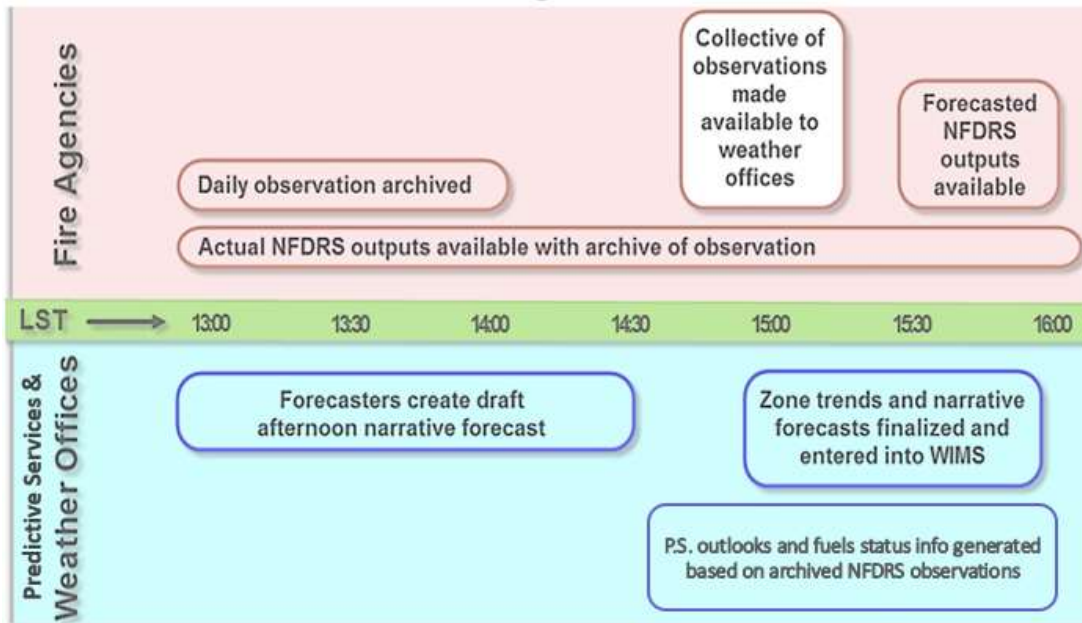 Fire Agencies
Collective of
observations
made
available to
weather
offices
Forecasted
NFDRS
outputs
available
Daily observation archived
Actual NFDRS outputs available with archive of observation
LST
13:00
13:30
14:00
14:30
15:00
15:30
16:00
Predictive Services &
Weather Offices
Forecasters create draft
afternoon narrative forecast
Zone trends and narrative
forecasts finalized and
entered into WIMS
P.S. outlooks and fuels status info generated
based on archived NFDRS observations